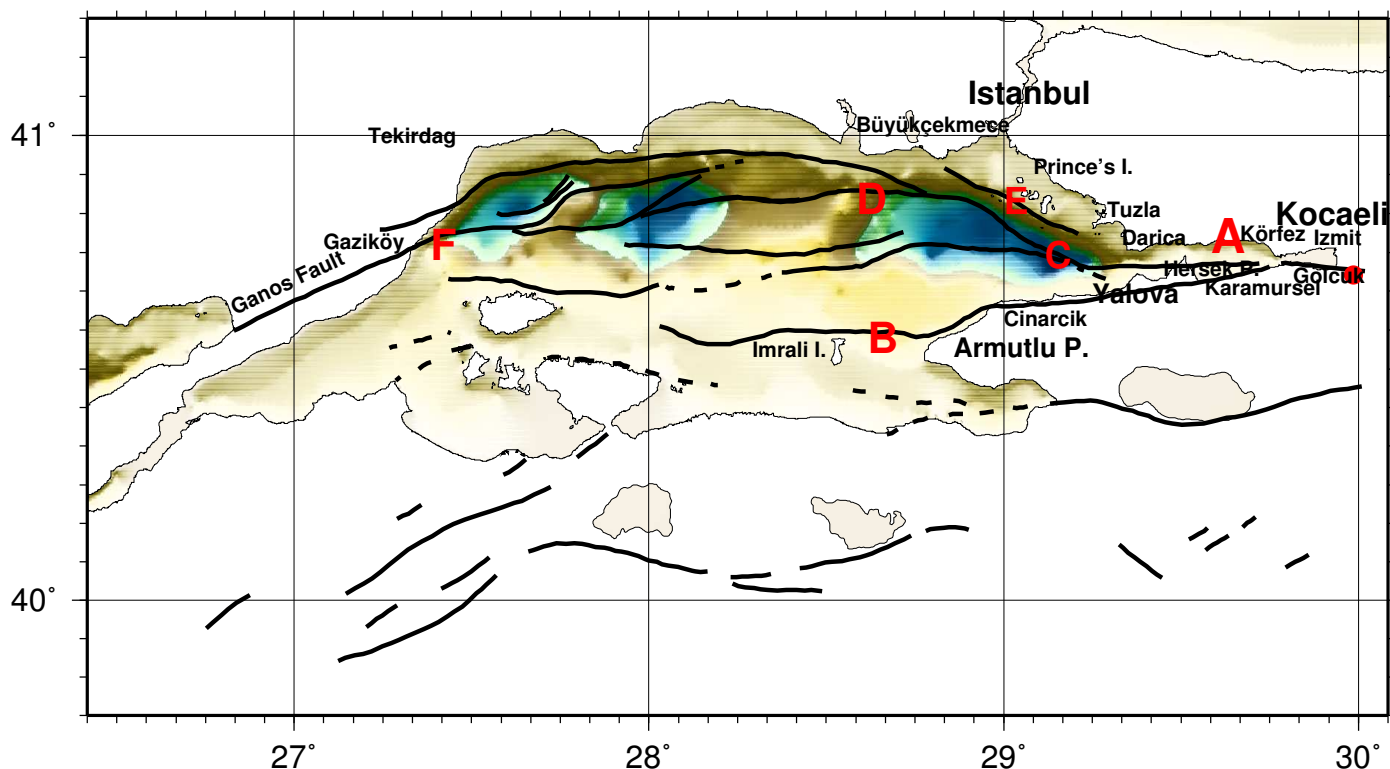 Istanbul
Büyükçekmece
41°
Tekirdag
Prince's I.
E
D
Tuzla
Kocaeli
A
Körfez
Izmit
Darica
Gaziköy
F
C
Hersek P.
Golcuk
Ganos Fault
Yalova
Karamursel
Cinarcik
B
Imrali I.
Armutlu P.
40°
27°
28°
29°
30°